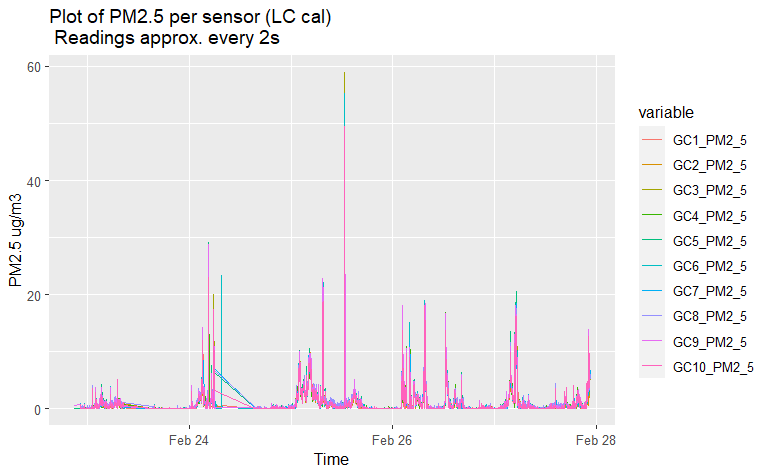 Plot of PM2.5 per sensor (LC cal)
Readings approx. every 2s
60
40
20
0
PM2.5 ug/m3
Feb 24
Feb 26
Feb 28
Time
variable
GC1_PM2_5
GC2_PM2_5
GC3_PM2_5
GC4_PM2_5
GC5_PM2_5
GC6_PM2_5
GC7_PM2_5
GC8_PM2_5
GC9_PM2_5
GC10_PM2_5